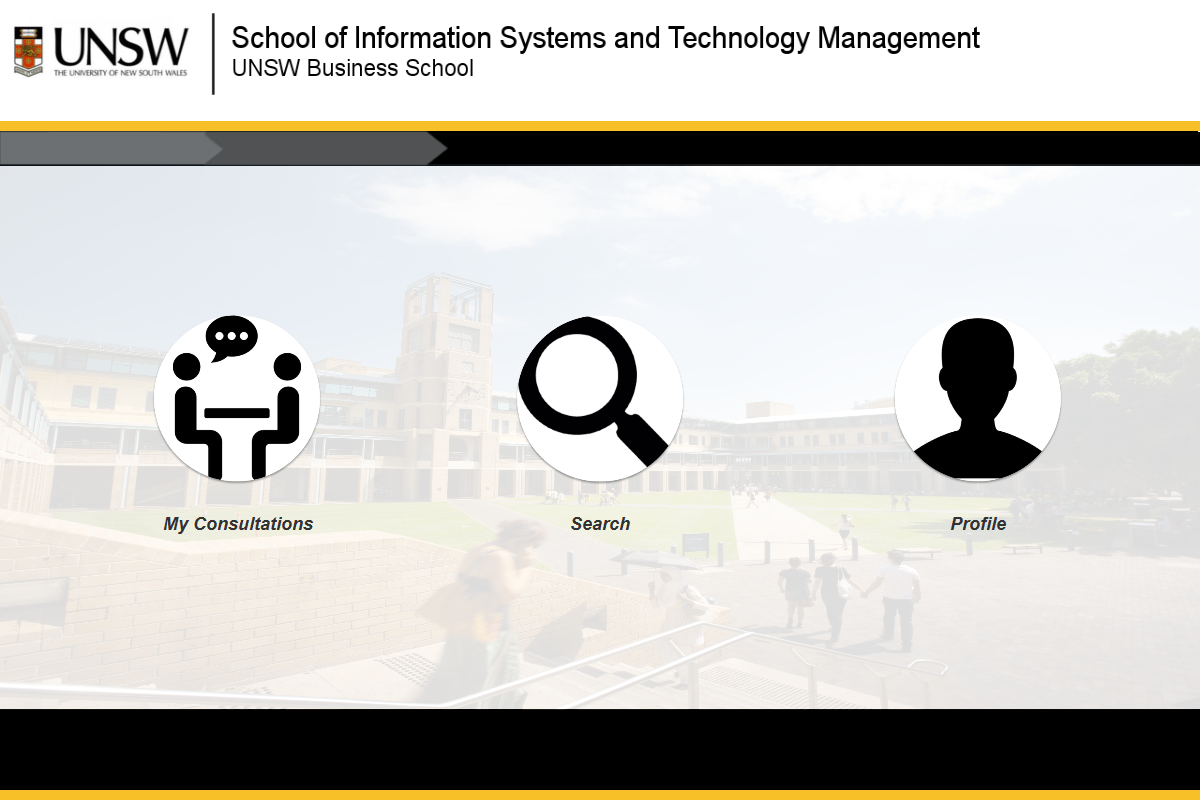 School of Information Systems and Technology Management
UNSW
THE UNIVERSITY OF NEW SOUTH WALES
UNSW Business School
My Consultations
Search
Profile